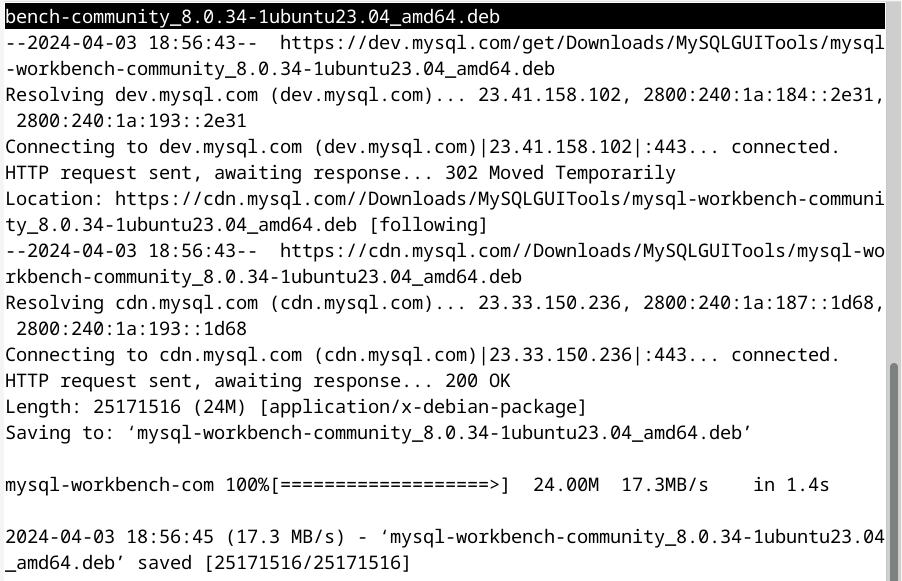 bench-community_8.0.34-1ubuntu23.04_amd64.deb
--2024-04-03 18:56:43--  https://dev.mysql.com/get/Downloads/MySQLGUITools/mysql
-workbench-community_8.0.34-1ubuntu23.04_amd64.deb
Resolving dev.mysql.com (dev.mysql.com)... 23.41.158.102, 2800:240:1a:184::2e31,
 2800:240:1a:193::2e31
Connecting to dev.mysql.com (dev.mysql.com)|23.41.158.102|:443... connected.
HTTP request sent, awaiting response... 302 Moved Temporarily
Location: https://cdn.mysql.com//Downloads/MySQLGUITools/mysql-workbench-communi
ty_8.0.34-1ubuntu23.04_amd64.deb [following]
--2024-04-03 18:56:43--  https://cdn.mysql.com//Downloads/MySQLGUITools/mysql-wo
rkbench-community_8.0.34-1ubuntu23.04_amd64.deb
Resolving cdn.mysql.com (cdn.mysql.com)... 23.33.150.236, 2800:240:1a:187::1d68,
 2800:240:1a:193::1d68
Connecting to cdn.mysql.com (cdn.mysql.com)|23.33.150.236|:443... connected.
HTTP request sent, awaiting response... 200 OK
Length: 25171516 (24M) [application/x-debian-package]
Saving to: ‘mysql-workbench-community_8.0.34-1ubuntu23.04_amd64.deb’

mysql-workbench-com 100%[===================>]  24.00M  17.3MB/s    in 1.4s

2024-04-03 18:56:45 (17.3 MB/s) - ‘mysql-workbench-community_8.0.34-1ubuntu23.04
_amd64.deb’ saved [25171516/25171516]